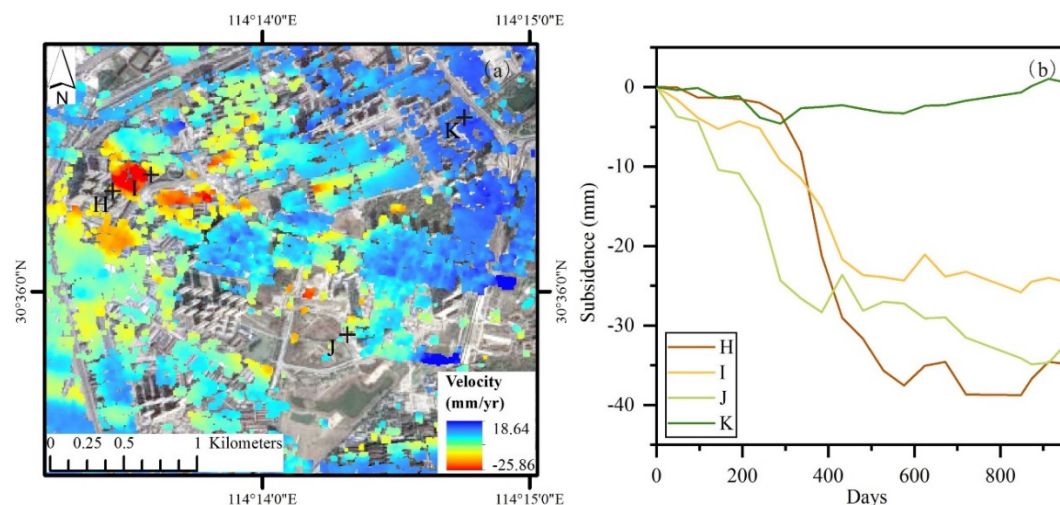 114°14'0"E
114°15'0"E
(a)
N
K
I
H
J
30°36'0"N
30°36'0"N
Velocity
(mm/yr)
18.64
-25.86
0 0.25 0.5 1 Kilometers
114°14'0"E
114°15'0"E
(b)
0
-10
-20
-30
-40
Subsidence (mm)
H
I
J
K
0 200 400 600 800
Days